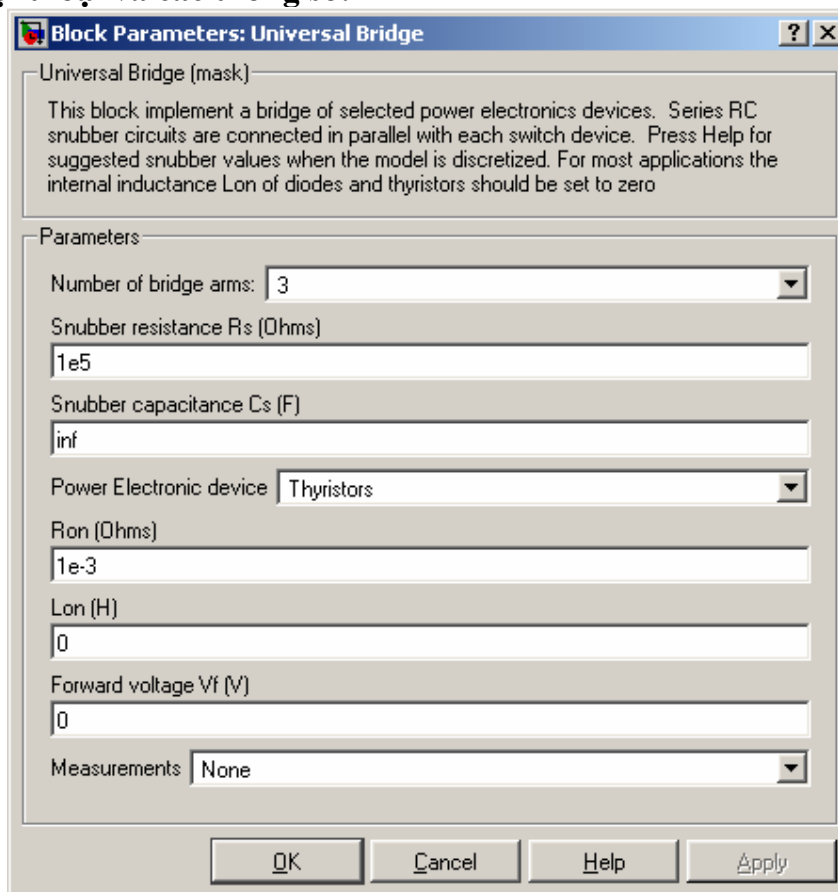 Block Parameters: Universal Bridge
Universal Bridge (mask)
This block implement a bridge of selected power electronics devices. Series RC
snubber circuits are connected in parallel with each switch device. Press Help for
suggested snubber values when the model is discretized. For most applications the
internal inductance Lon of diodes and thyristors should be set to zero
Parameters
Number of bridge arms: 3
Snubber resistance Rs (Ohms)
1e5
Snubber capacitance Cs (F)
inf
Power Electronic device Thyristors
Ron (Ohms)
1e-3
Lon (H)
0
Forward voltage Vf (V)
0
Measurements None
OK Cancel Help Apply